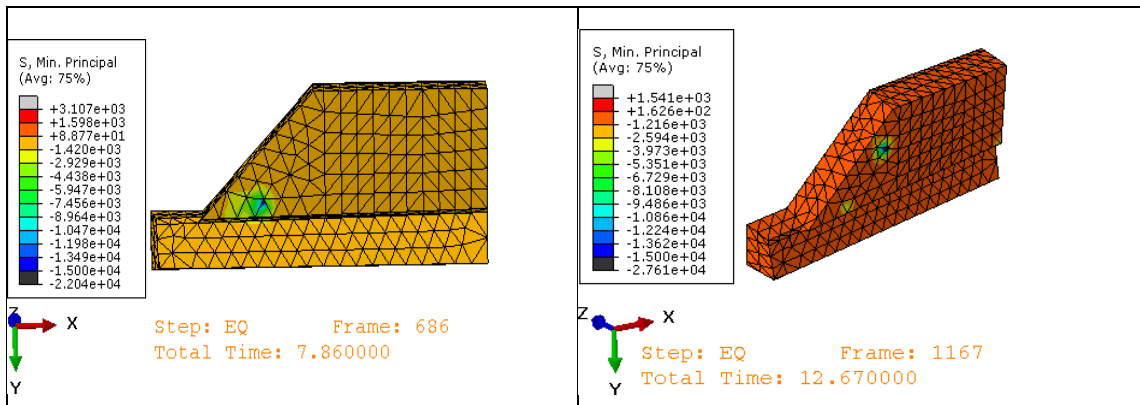 S, Min. Principal
(Avg: 75%)
+3.107e+03
+1.598e+03
+8.877e+01
-1.420e+03
-2.929e+03
-4.438e+03
-5.947e+03
-7.456e+03
-8.964e+03
-1.047e+04
-1.198e+04
-1.349e+04
-1.500e+04
-2.204e+04
Z
X
Y
Step: EQ Frame: 686
Total Time: 7.860000
S, Min. Principal
(Avg: 75%)
+1.541e+03
+1.626e+02
-1.216e+03
-2.594e+03
-3.973e+03
-5.351e+03
-6.729e+03
-8.108e+03
-9.486e+03
-1.086e+04
-1.224e+04
-1.362e+04
-1.500e+04
-2.761e+04
Z
X
Y
Step: EQ Frame: 1167
Total Time: 12.670000